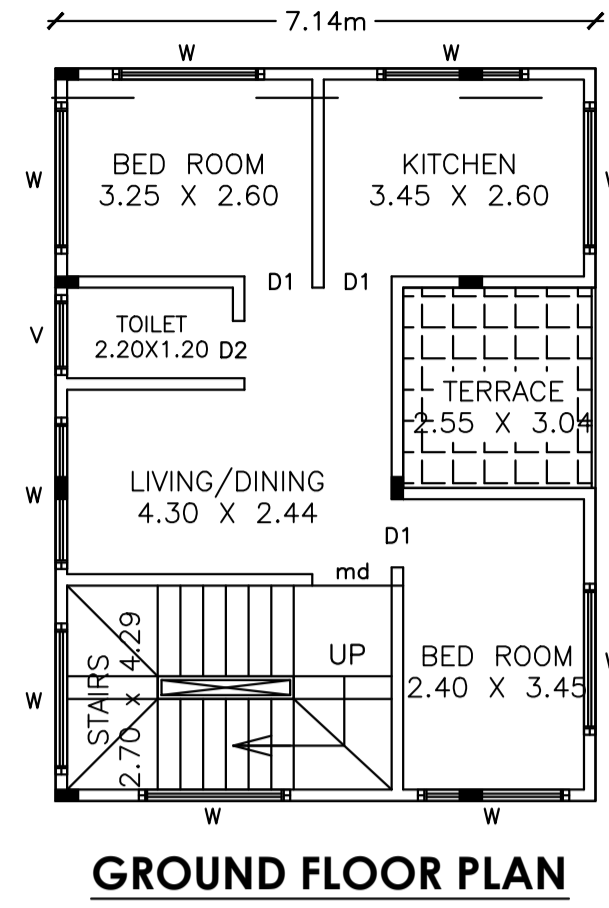 7.14m
W
W
BED ROOM
3.25 X 2.60
KITCHEN
3.45 X 2.60
W
W
D1
D1
TOILET
2.20X1.20
D2
V
TERRACE
2.55 X 3.04
LIVING/DINING
4.30 X 2.44
W
D1
md
UP
BED ROOM
2.40 X 3.45
STAIRS
2.70 x 4.29
W
W
W
W
GROUND FLOOR PLAN